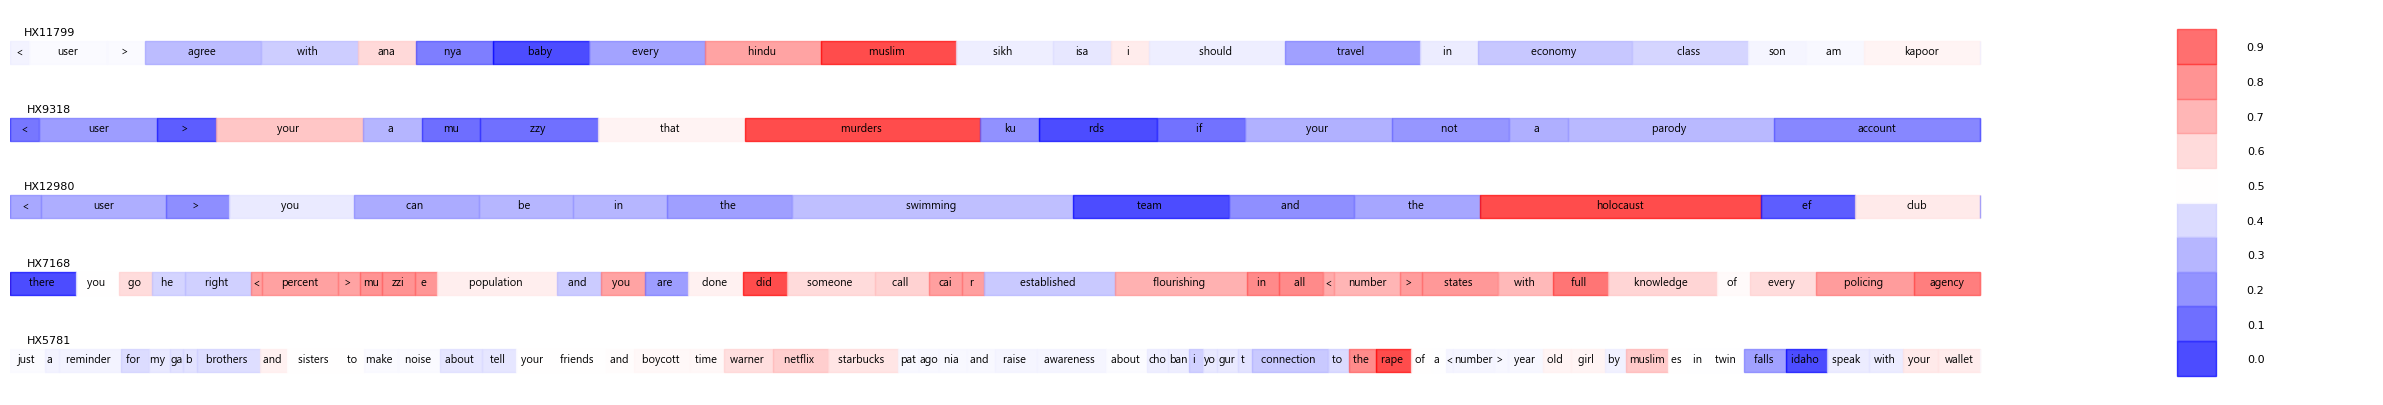 HX11799
< user > agree with ana nya baby every hindu muslim sikh isa i should travel in economy class son am kapoor
HX9318
< user > your a mu zzy that murders ku rds if your not a parody account
HX12980
< user > you can be in the swimming team and the holocaust ef club
HX7168
there you go he right < percent > mu zzi e population and you are done did someone call cai r established flourishing in all < number > states with full knowledge of every policing agency
HX5781
just a reminder for my ga b brothers and sisters to make noise about tell your friends and boycott time warner netflix starbucks pat ago nia and raise awareness about cho ban i yo gur t connection to the rape of a < number > year old girl by muslim es in twin falls idaho speak with your wallet
0.9
0.8
0.7
0.6
0.5
0.4
0.3
0.2
0.1
0.0